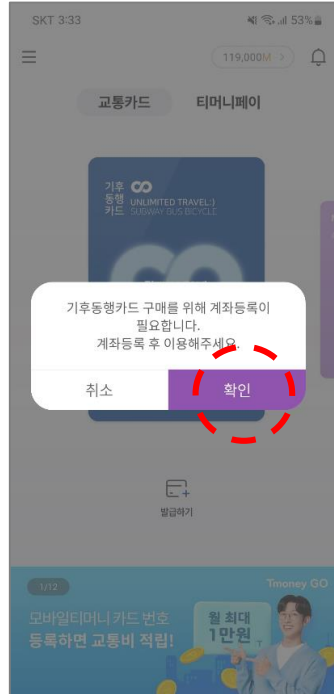 SKT 3:33
53%
119,000M >
교통카드 티머니페이
기후
동행
카드
UNLIMITED TRAVEL:)
SUBWAY BUS BICYCLE
기후동행카드 구매를 위해 계좌등록이
필요합니다.
계좌등록 후 이용해주세요.
취소 확인
발급하기
1/12
Tmoney GO
모바일티머니 카드 번호
등록하면 교통비 적립!
월 최대
1만원